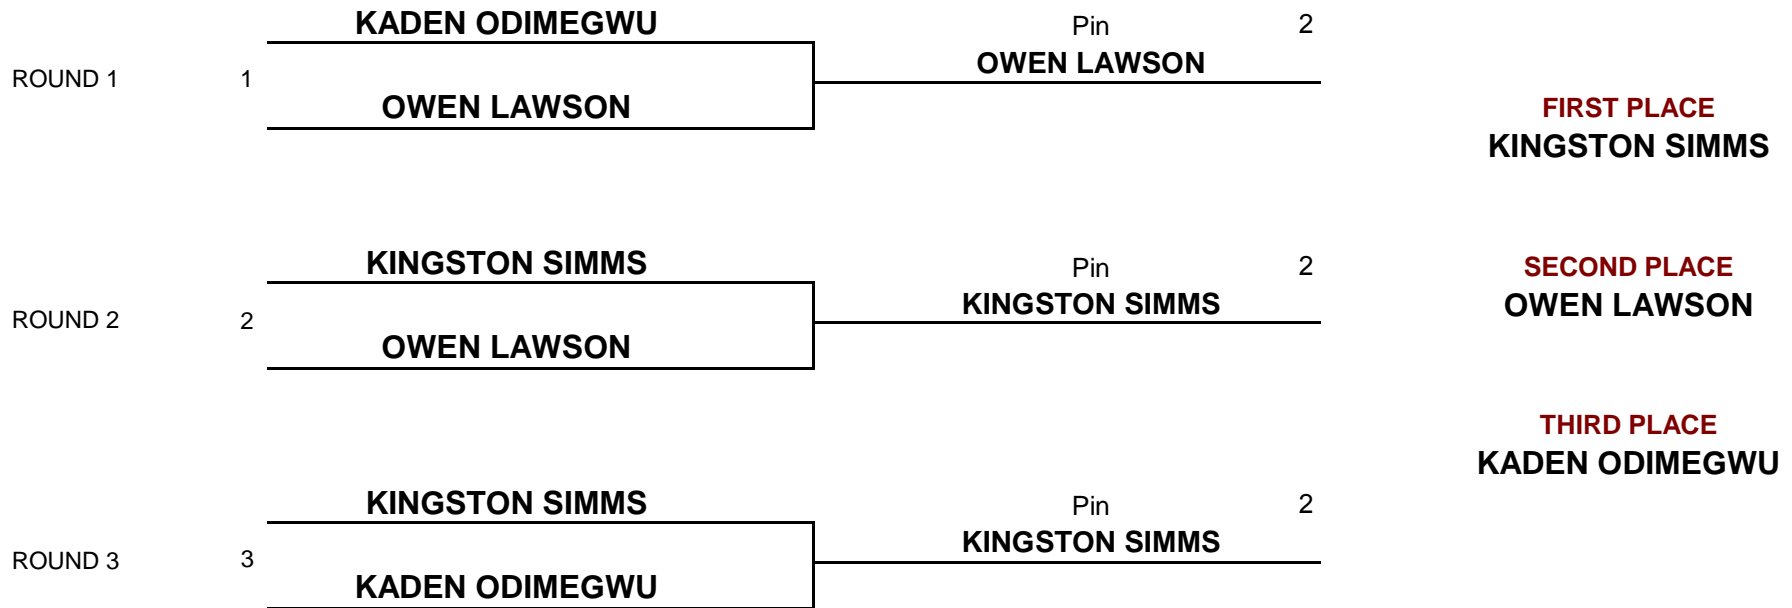 KADEN ODIMEGWU
Pin 2
ROUND 1 1 OWEN LAWSON
OWEN LAWSON
FIRST PLACE
KINGSTON SIMMS
KINGSTON SIMMS
Pin 2
SECOND PLACE
ROUND 2 2 KINGSTON SIMMS
OWEN LAWSON
OWEN LAWSON
THIRD PLACE
KADEN ODIMEGWU
KINGSTON SIMMS
Pin 2
ROUND 3 3 KINGSTON SIMMS
KADEN ODIMEGWU